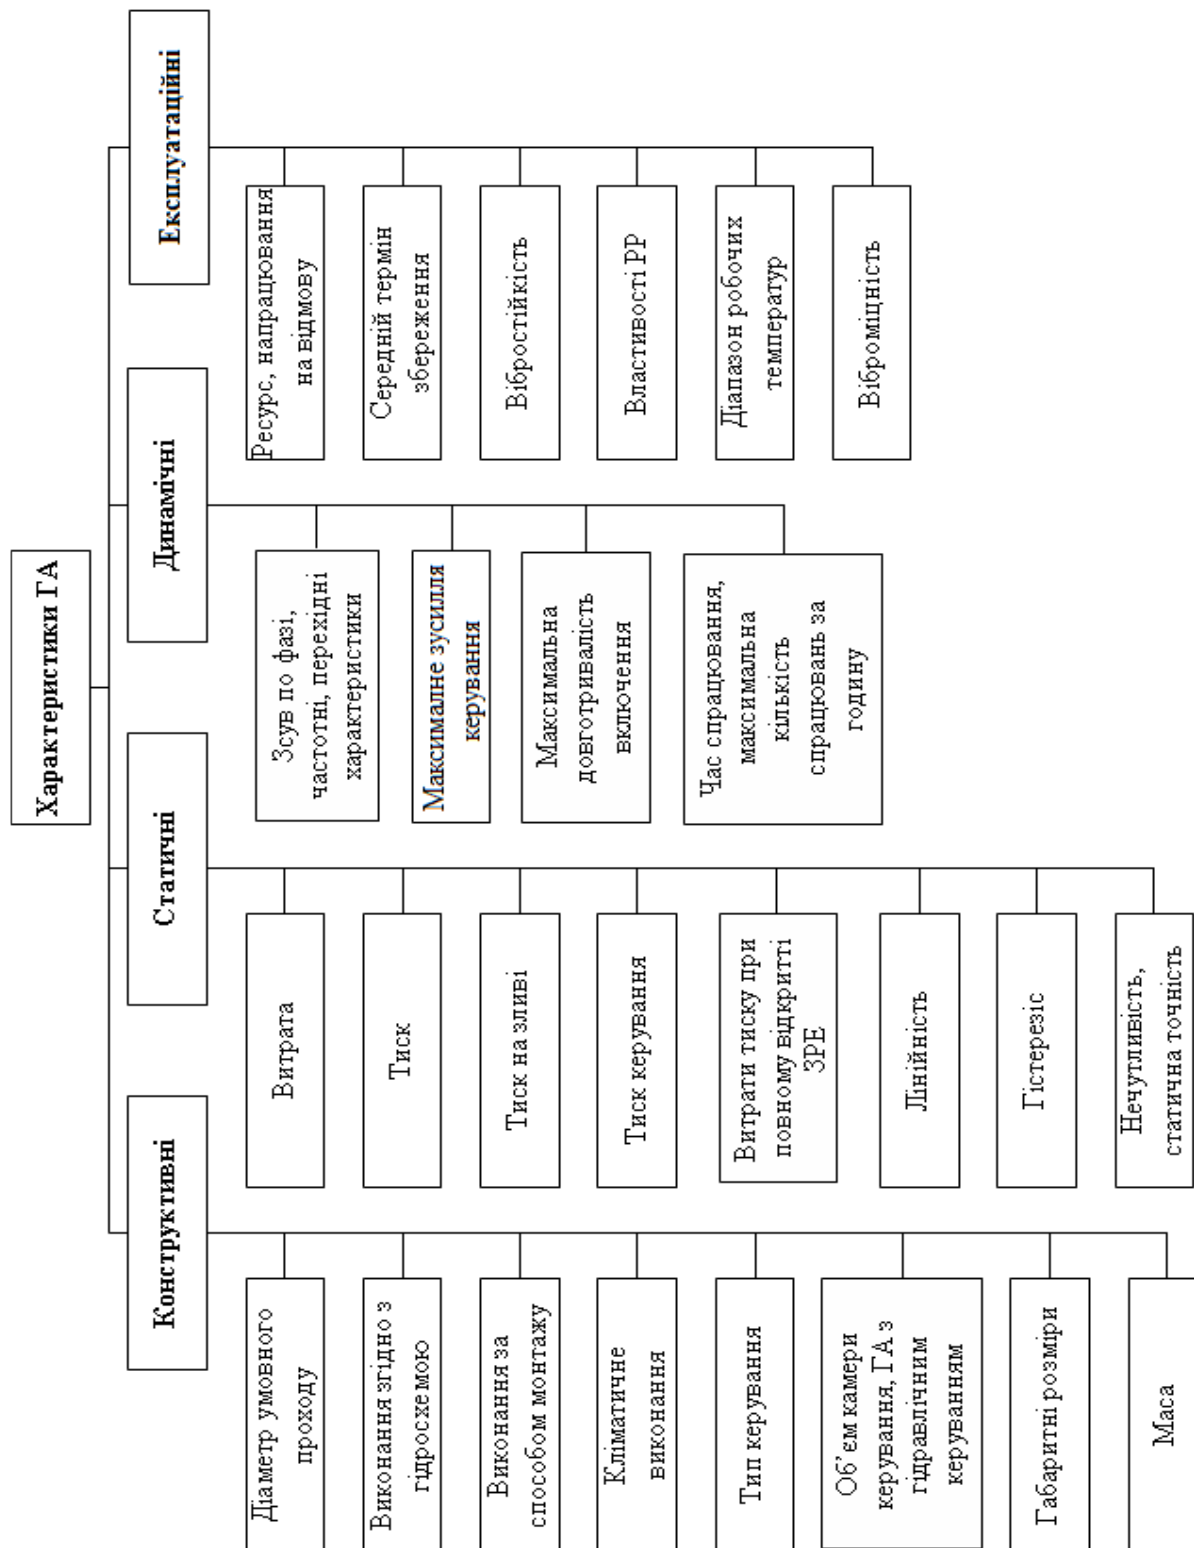 Характеристики ГА
Конструктивні
Діаметр умовного
проходу
Виконання згідно з
гідросхемою
Виконання за
способом монтажу
Кліматичне
виконання
Тип керування
Об'єм камери
керування, ГА з
гідравлічним
керуванням
Габаритні розміри
Маса
Статичні
Витрата
Тиск
Тиск на зливі
Тиск керування
Витрати тиску при
повному відкритті
ЗРЕ
Лінійність
Гістерезіс
Нечутливість,
статична точність
Динамічні
Зсув по фазі,
частотні, перехідні
характеристики
Максималне зусилля
керування
Максимальна
довготривалість
включення
Час спрацювання,
максимальна
кількість
спрацювань за
годину
Експлуатаційні
Ресурс, напрацювання
на відмову
Середній термін
збереження
Вібростійкість
Властивості РР
Діапазон робочих
температур
Віброміцність